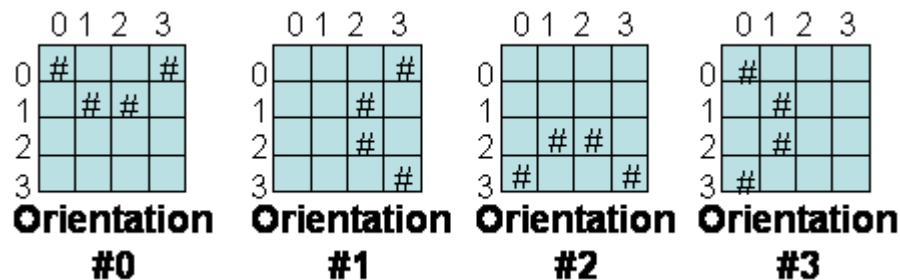 0 1 2 3 0 1 2 3 0 1 2 3 0 1 2 3
0 # # 0 # 0 0 #
1 # # 1 # 1 1 #
2 2 # 2 # # 2 #
3 3 # 3 # # 3 #
Orientation Orientation Orientation Orientation
#0 #1 #2 #3